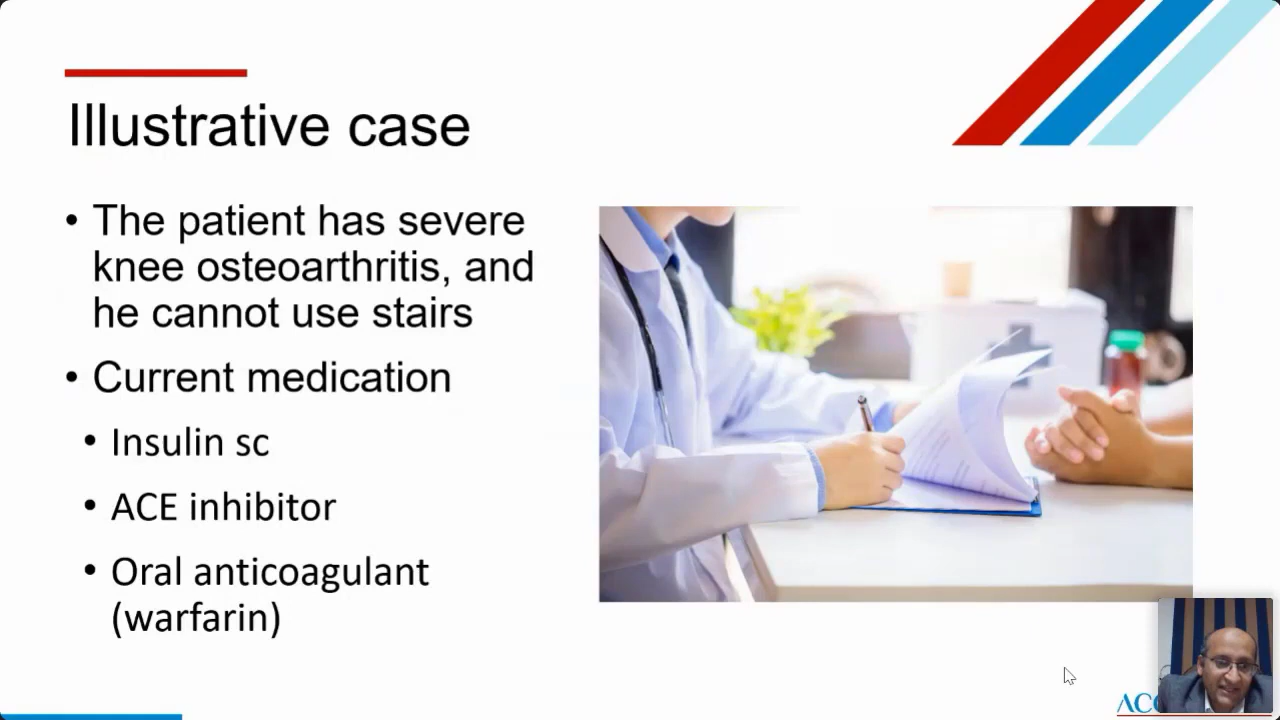 Illustrative case
• The patient has severe
knee osteoarthritis, and
he cannot use stairs
• Current medication
• Insulin sc
• ACE inhibitor
• Oral anticoagulant
(warfarin)